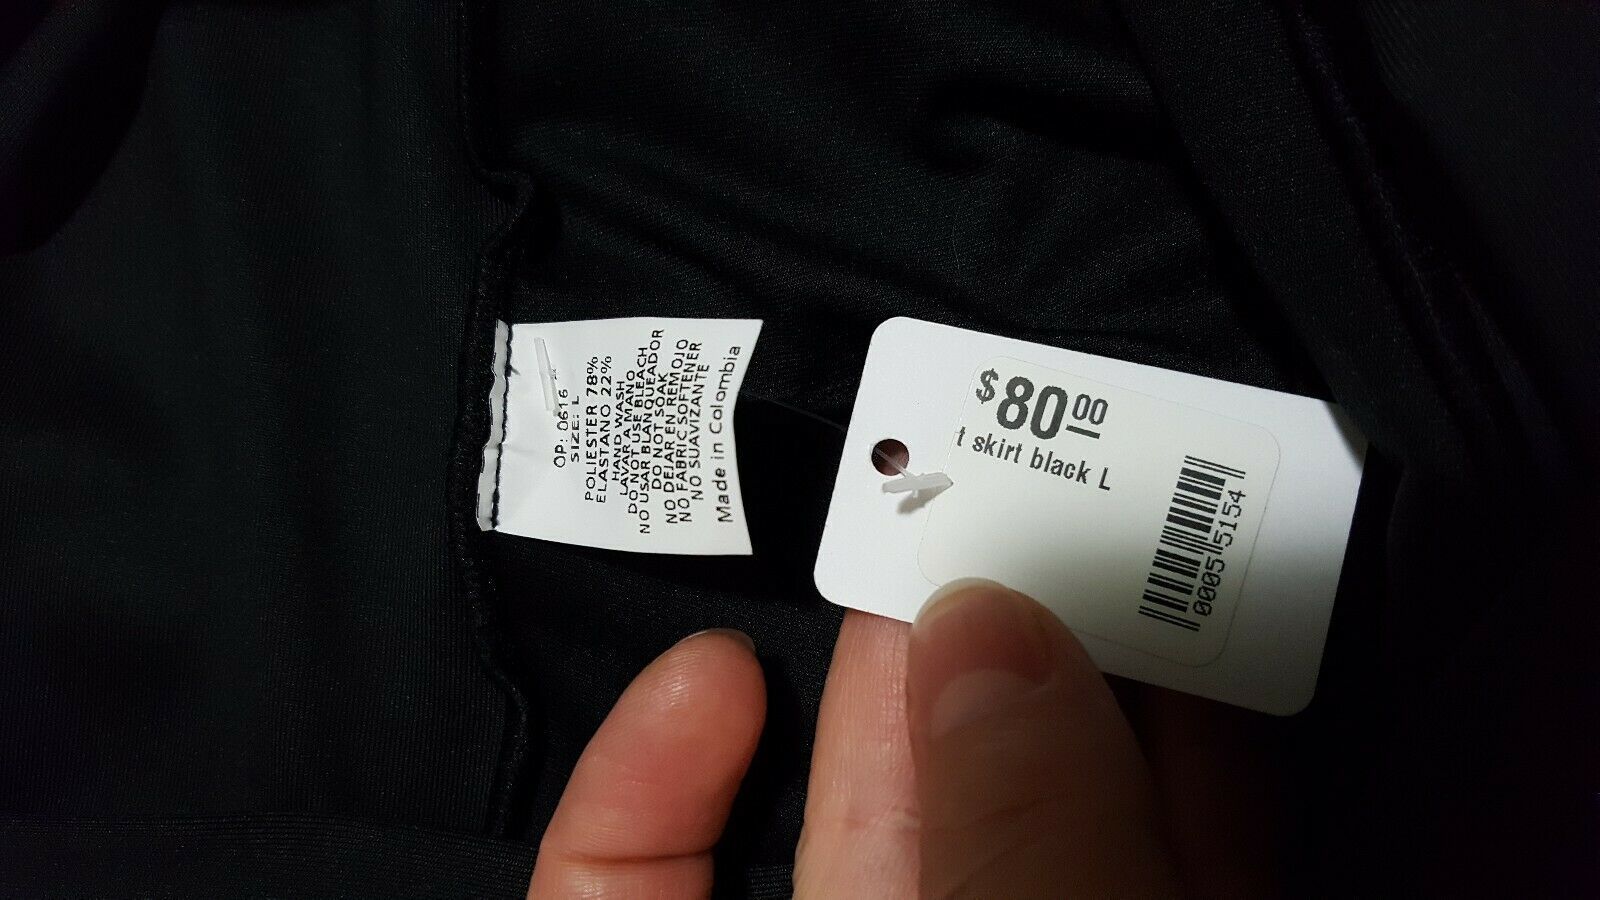 OP: 0616
SIZE: L
POLIESTER 78%
ELASTANO 22%
HAND WASH
LAVAR A MANO
DO NOT USE BLEACH
NO USAR BLANQUEADOR
DO NOT SOAK
NO DEJAR EN REMOJO
NO FABRIC SOFTENER
NO SUAVIZANTE
Made in Colombia
$80.00
t skirt black L
0005 5154